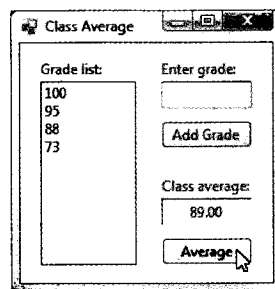 Class Average
Grade list:
100
95
88
73
Enter grade:
Add Grade
Class average:
89.00
Average